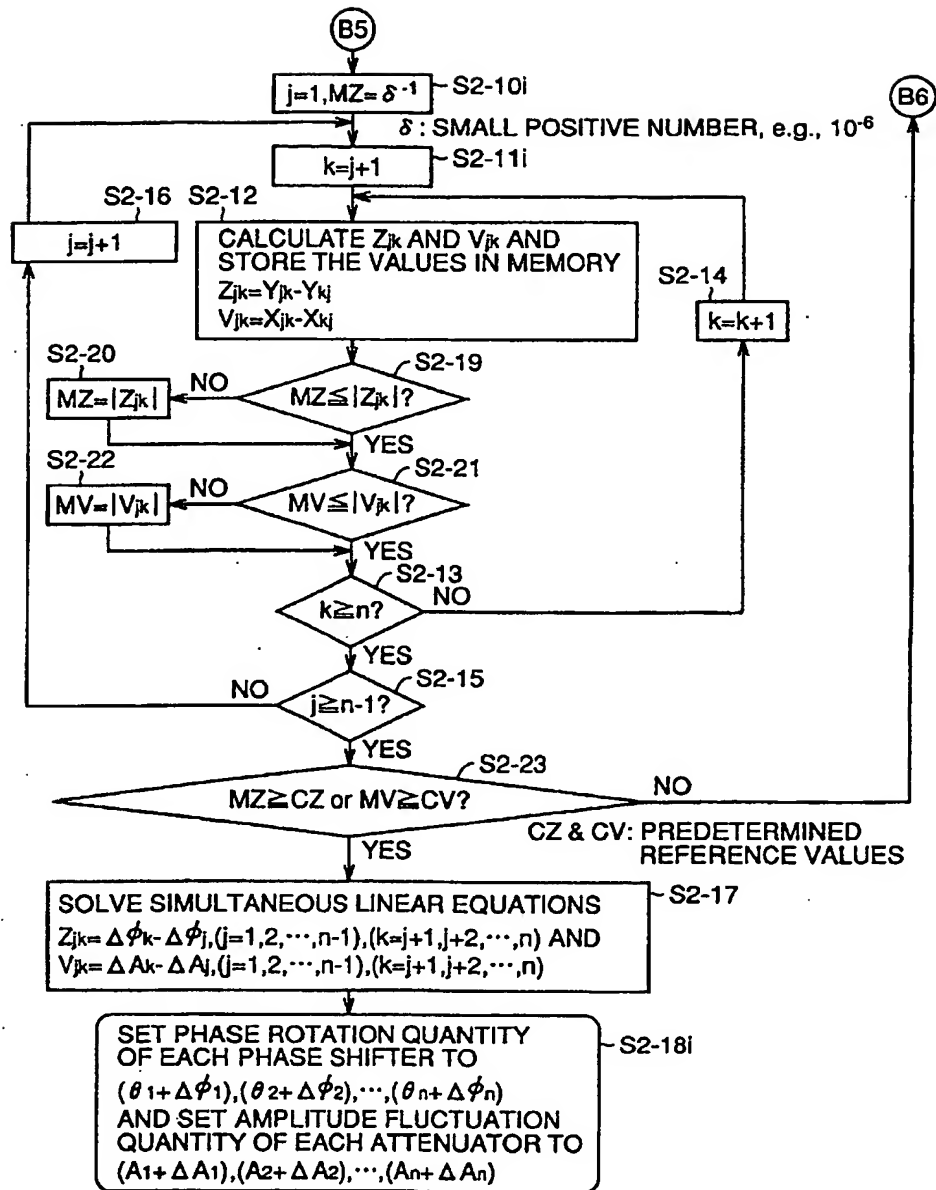 B5
j=1,MZ=δ⁻¹
S2-10i
B6
δ : SMALL POSITIVE NUMBER, e.g., 10⁻⁶
k=j+1
S2-11i
S2-16
j=j+1
S2-12
CALCULATE Zjk AND Vjk AND
STORE THE VALUES IN MEMORY
Zjk=Yjk-Ykj
Vjk=Xjk-Xkj
S2-14
k=k+1
S2-20
MZ=|Zjk|
NO
S2-19
MZ≦|Zjk|?
YES
S2-22
MV=|Vjk|
NO
S2-21
MV≦|Vjk|?
YES
S2-13
k≧n?
NO
YES
S2-15
NO
j≧n-1?
YES
S2-23
MZ≧CZ or MV≧CV?
NO
YES
CZ & CV: PREDETERMINED
REFERENCE VALUES
S2-17
SOLVE SIMULTANEOUS LINEAR EQUATIONS
Zjk=Δϕk-Δϕj,(j=1,2,···,n-1),(k=j+1,j+2,···,n) AND
Vjk=ΔAk-ΔAj,(j=1,2,···,n-1),(k=j+1,j+2,···,n)
S2-18i
SET PHASE ROTATION QUANTITY
OF EACH PHASE SHIFTER TO
(θ1+Δϕ1),(θ2+Δϕ2),···,(θn+Δϕn)
AND SET AMPLITUDE FLUCTUATION
QUANTITY OF EACH ATTENUATOR TO
(A1+ΔA1),(A2+ΔA2),···,(An+ΔAn)